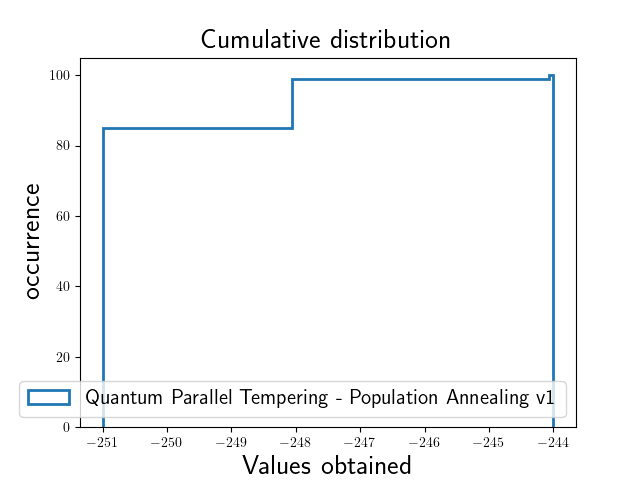 Cumulative distribution
occurrence
100
80
60
40
20
0
Quantum Parallel Tempering - Population Annealing v1
−251 −250 −249 −248 −247 −246 −245 −244
Values obtained